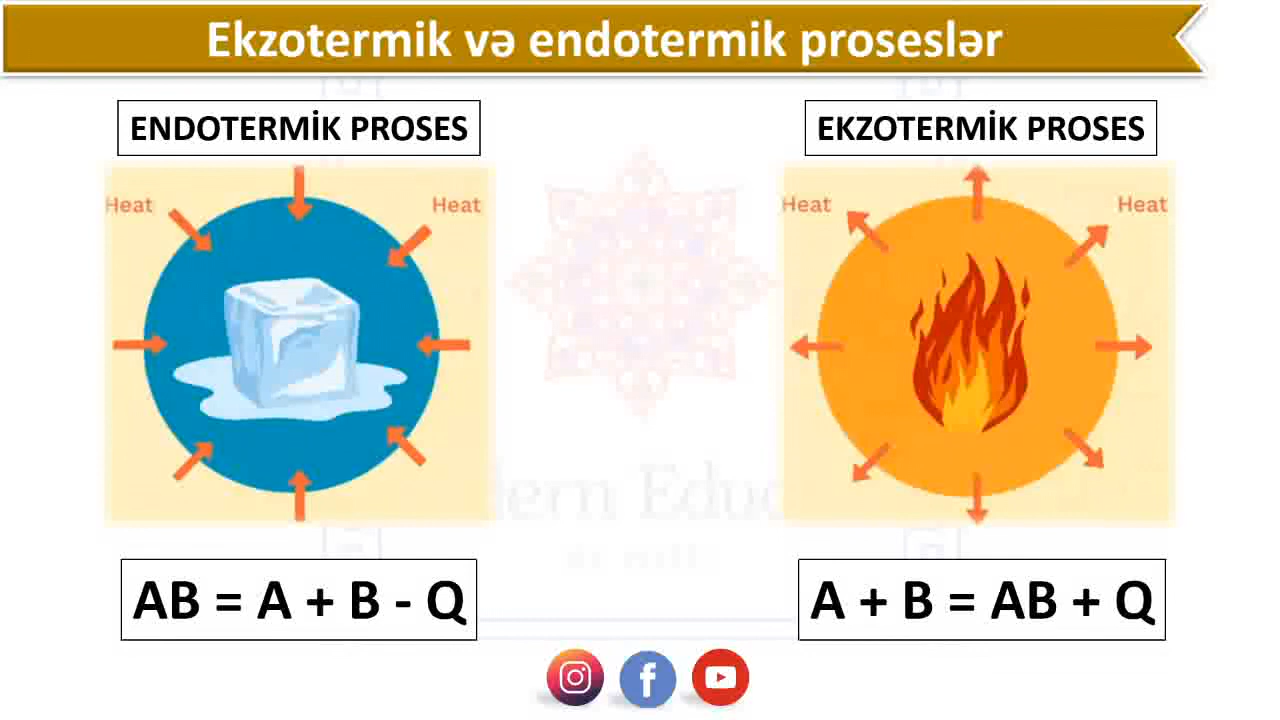 Ekzotermik və endotermik proseslər
ENDOTERMİK PROSES
EKZOTERMİK PROSES
Heat
Heat
Heat
Heat
AB = A + B - Q
A + B = AB + Q